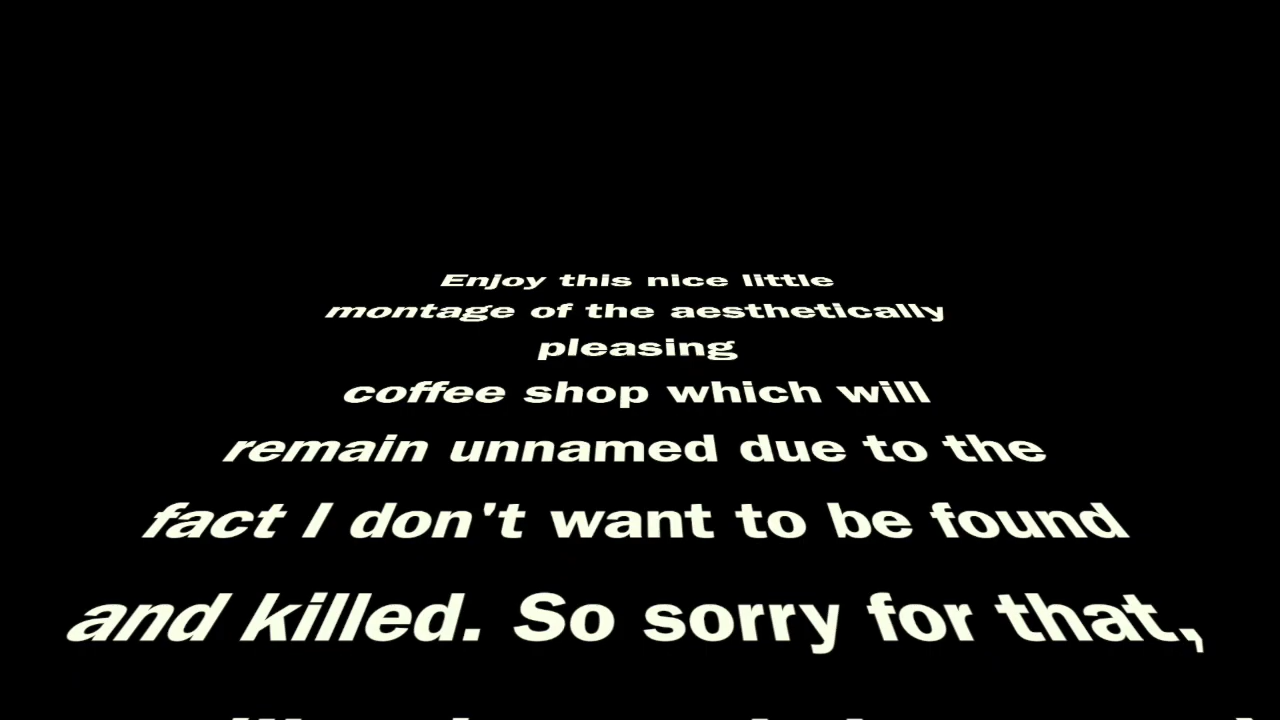 Enjoy this nice little
montage of the aesthetically
pleasing
coffee shop which will
remain unnamed due to the
fact I don't want to be found
and killed. So sorry for that,